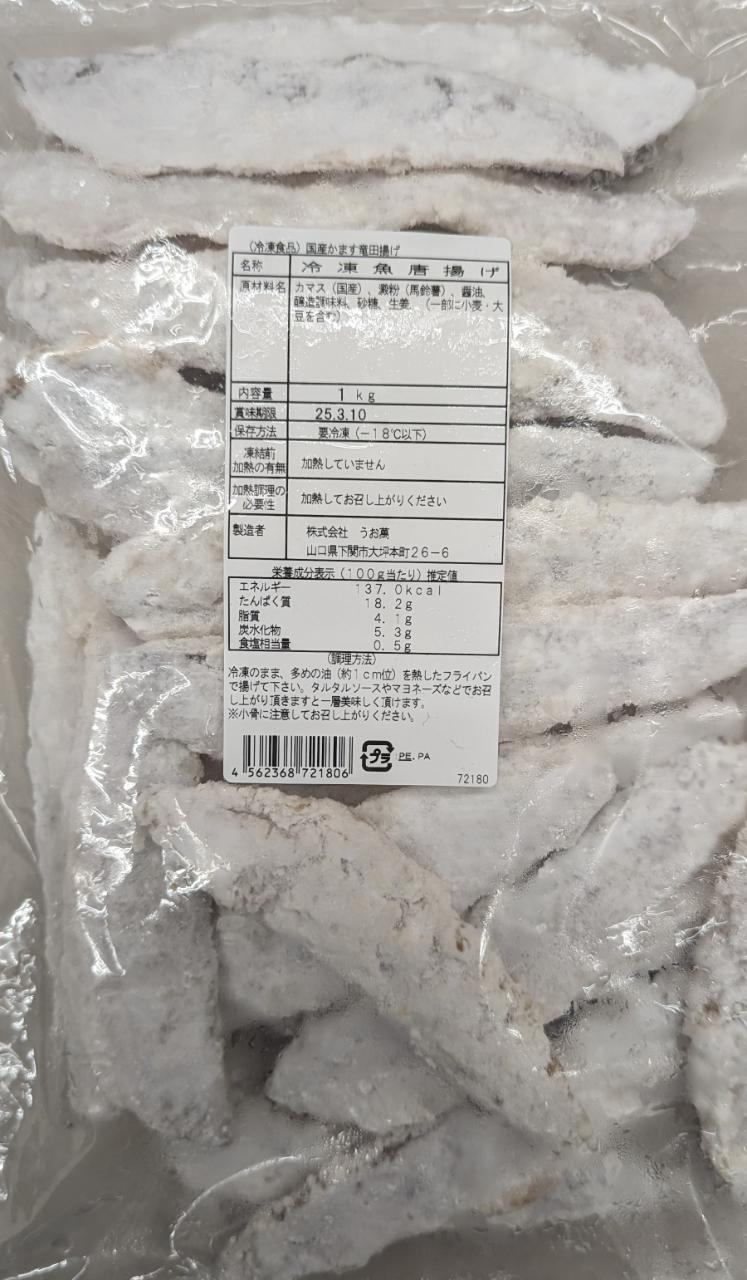 (冷凍食品) 国産かます竜田揚げ
名称 冷凍魚唐揚げ
原材料名 カマス (国産) 、澱粉 (馬鈴薯) 、醤油、
醸造調味料、砂糖、生姜、(一部に小麦・大
豆を含む)
内容量 1kg
賞味期限 25.3.10
保存方法 要冷凍 (-18℃以下)
凍結前
加熱の有無 加熱していません
加熱調理の
必要性 加熱してお召し上がりください
製造者 株式会社 うお萬
山口県下関市大坪本町26-6
栄養成分表示 (100g当たり) 推定値
エネルギー 137.0kcal
たんぱく質 18.2g
脂質 4.1g
炭水化物 5.3g
食塩相当量 0.5g
(調理方法)
冷凍のまま、多めの油 (約1cm位) を熱したフライパン
で揚げて下さい。タルタルソースやマヨネーズなどでお召
し上がり頂きますと一層美味しく頂けます。
※小骨に注意してお召し上がりください。
4 562368 721806 プラ PE.PA
72180